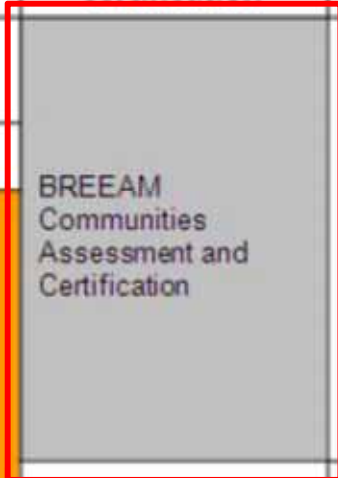 BREEAM
Communities
Assessment and
Certification